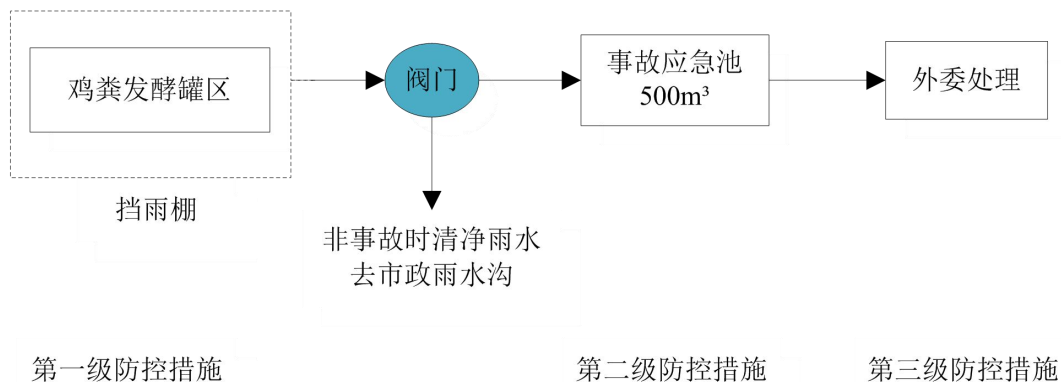 鸡粪发酵罐区
阀门
事故应急池
500m³
外委处理
挡雨棚
非事故时清净雨水
去市政雨水沟
第一级防控措施
第二级防控措施
第三级防控措施